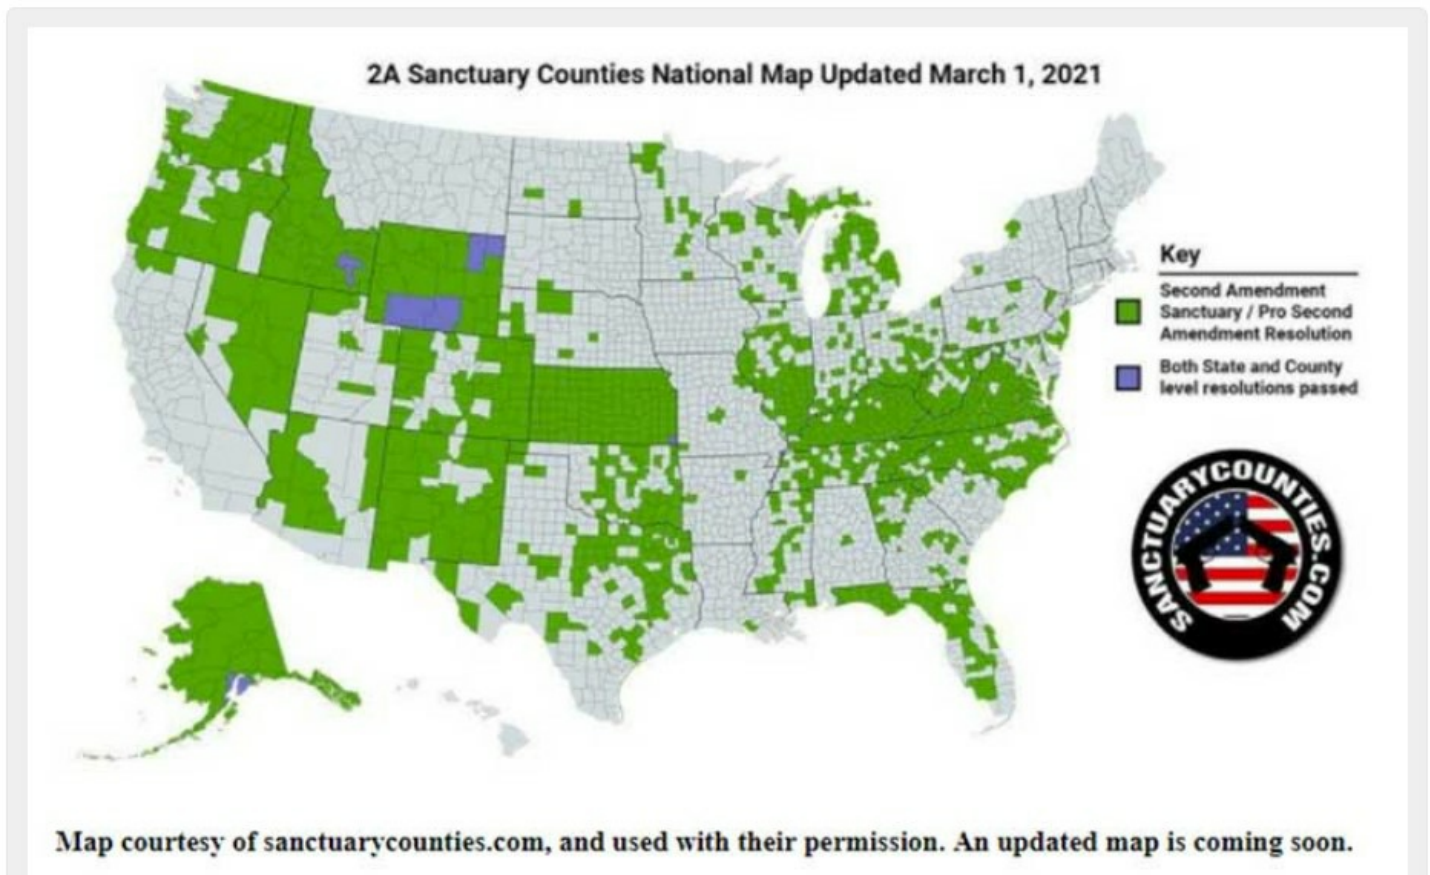 2A Sanctuary Counties National Map Updated March 1, 2021
Key
Second Amendment
Sanctuary / Pro Second
Amendment Resolution
Both State and County
level resolutions passed
SANCTUARYCOUNTIES.COM
Map courtesy of sanctuarycounties.com, and used with their permission. An updated map is coming soon.